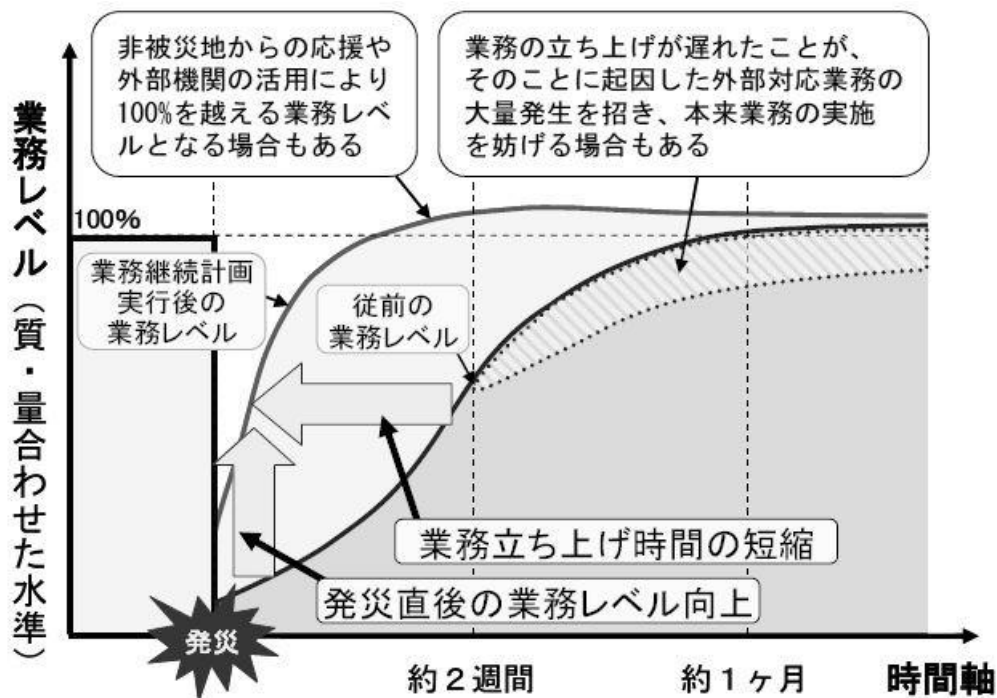 非被災地からの応援や
外部機関の活用により
100%を越える業務レベ
ルとなる場合もある
業務の立ち上げが遅れたことが、
そのことに起因した外部対応業務の
大量発生を招き、本来業務の実施
を妨げる場合もある
業務レベル（質・量合わせた水準）
100%
業務継続計画
実行後の
業務レベル
従前の
業務レベル
業務立ち上げ時間の短縮
発災直後の業務レベル向上
発災
約２週間
約１ヶ月
時間軸